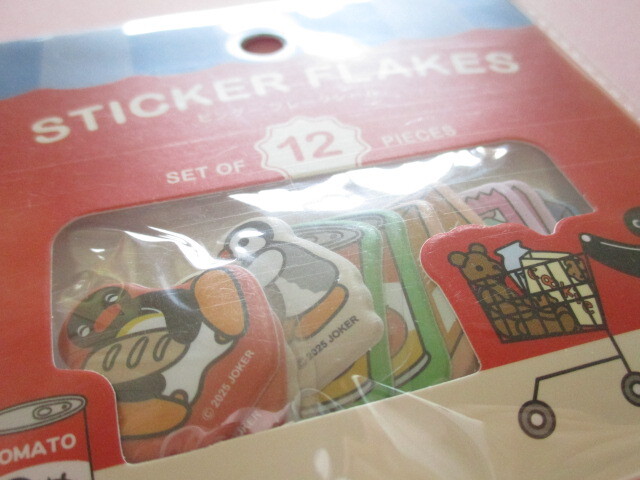 STICKER FLAKES
SET OF 12 PIECES
© 2025 JOKER
© 2025 JOKER
OMATO